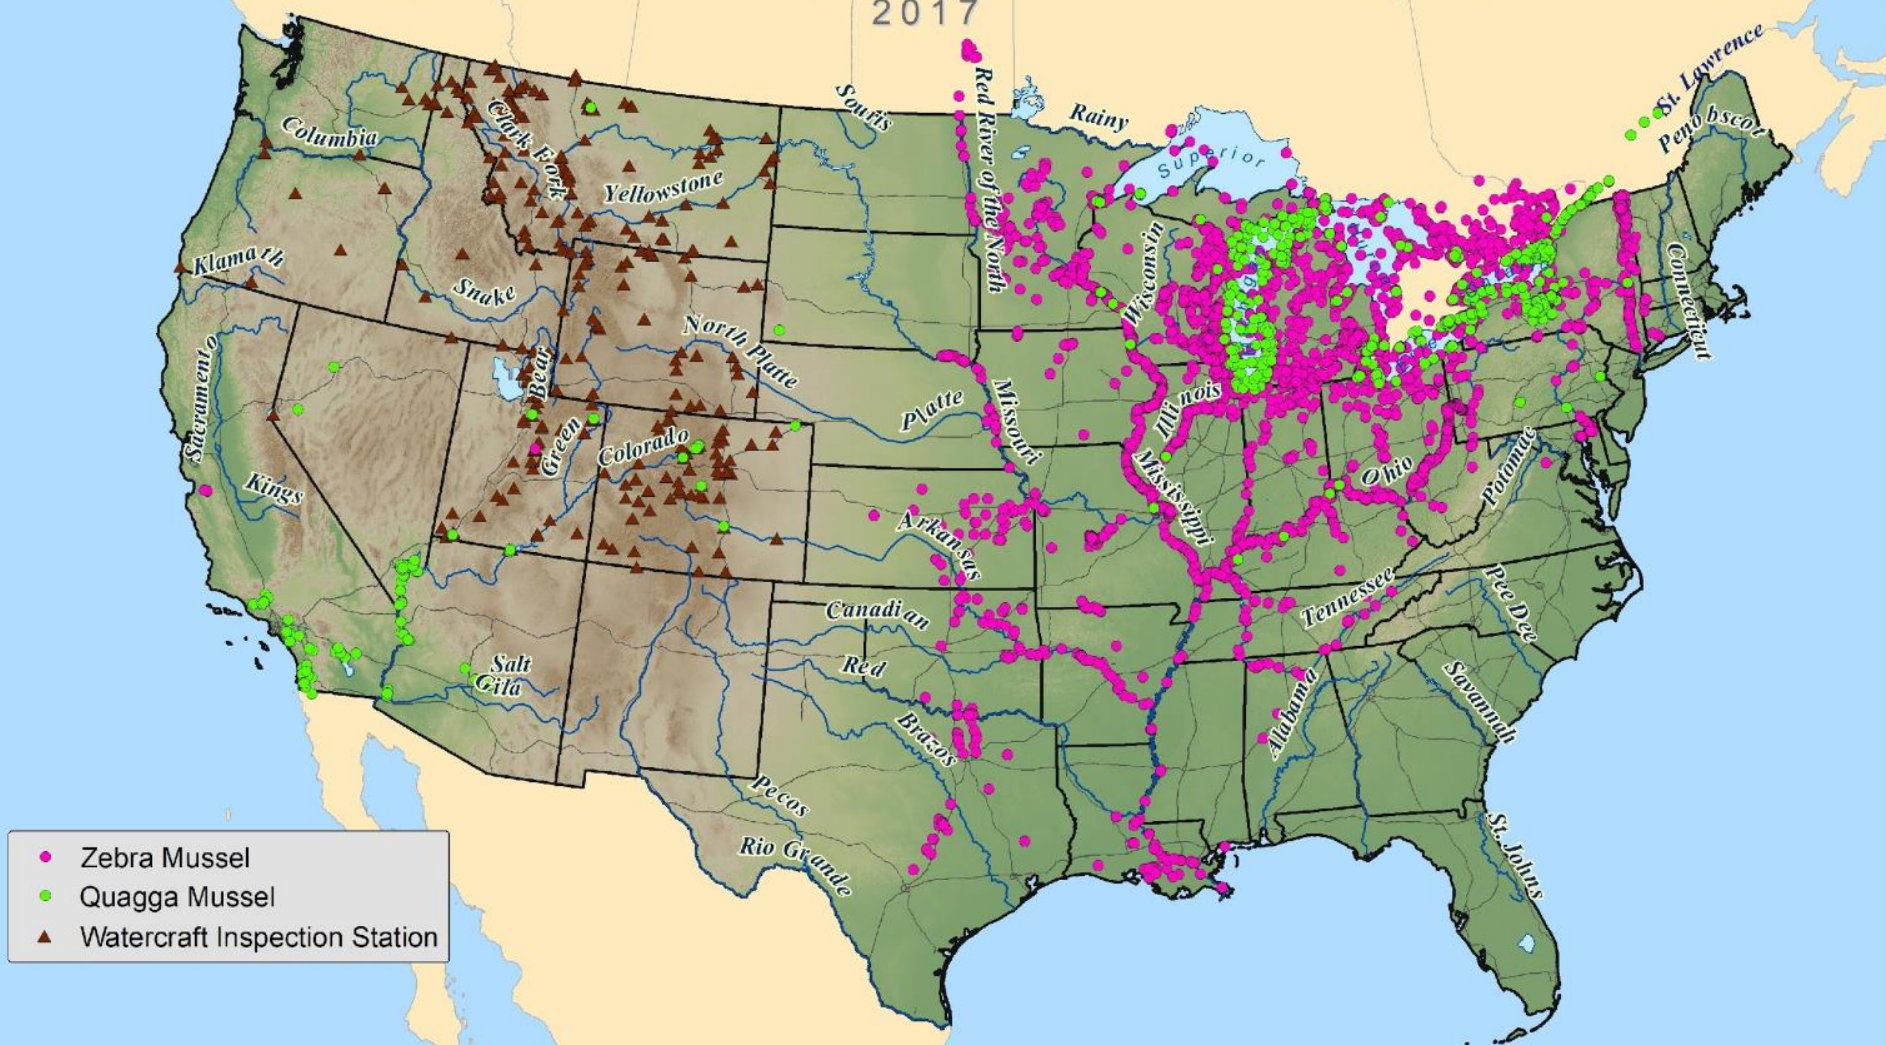 2017
St. Lawrence
Souris
Red River of the North
Rainy
Penobscot
Columbia
Clark Fork
Superior
Yellowstone
Klamath
Snake
Wisconsin
Connecticut
North Platte
Sacramento
Bear
Missouri
Illinois
Platte
Green
Colorado
Kings
Mississippi
Ohio
Potomac
Arkansas
Tennessee
Pee Dee
Canadian
Red
Salt
Gila
Savannah
Alabama
Brazos
Pecos
Rio Grande
St. Johns
Zebra Mussel
Quagga Mussel
Watercraft Inspection Station